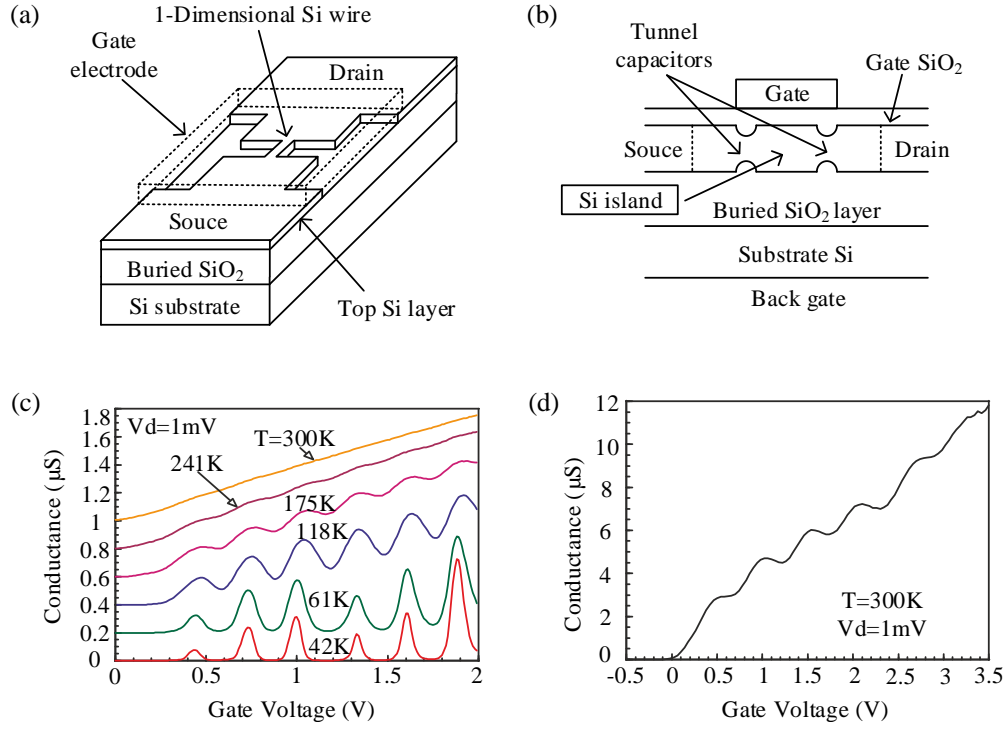 (a)
1-Dimensional Si wire
Gate
electrode
Drain
Souce
Buried SiO2
Si substrate
Top Si layer
(b)
Tunnel
capacitors
Gate SiO2
Gate
Souce
Drain
Si island
Buried SiO2 layer
Substrate Si
Back gate
(c)
Vd=1mV
T=300K
241K
175K
118K
61K
42K
Conductance (μS)
1.8
1.6
1.4
1.2
1
0.8
0.6
0.4
0.2
0
0
0.5
1
1.5
2
Gate Voltage (V)
(d)
Conductance (μS)
12
10
8
6
4
2
0
T=300K
Vd=1mV
-0.5
0
0.5
1
1.5
2
2.5
3
3.5
Gate Voltage (V)